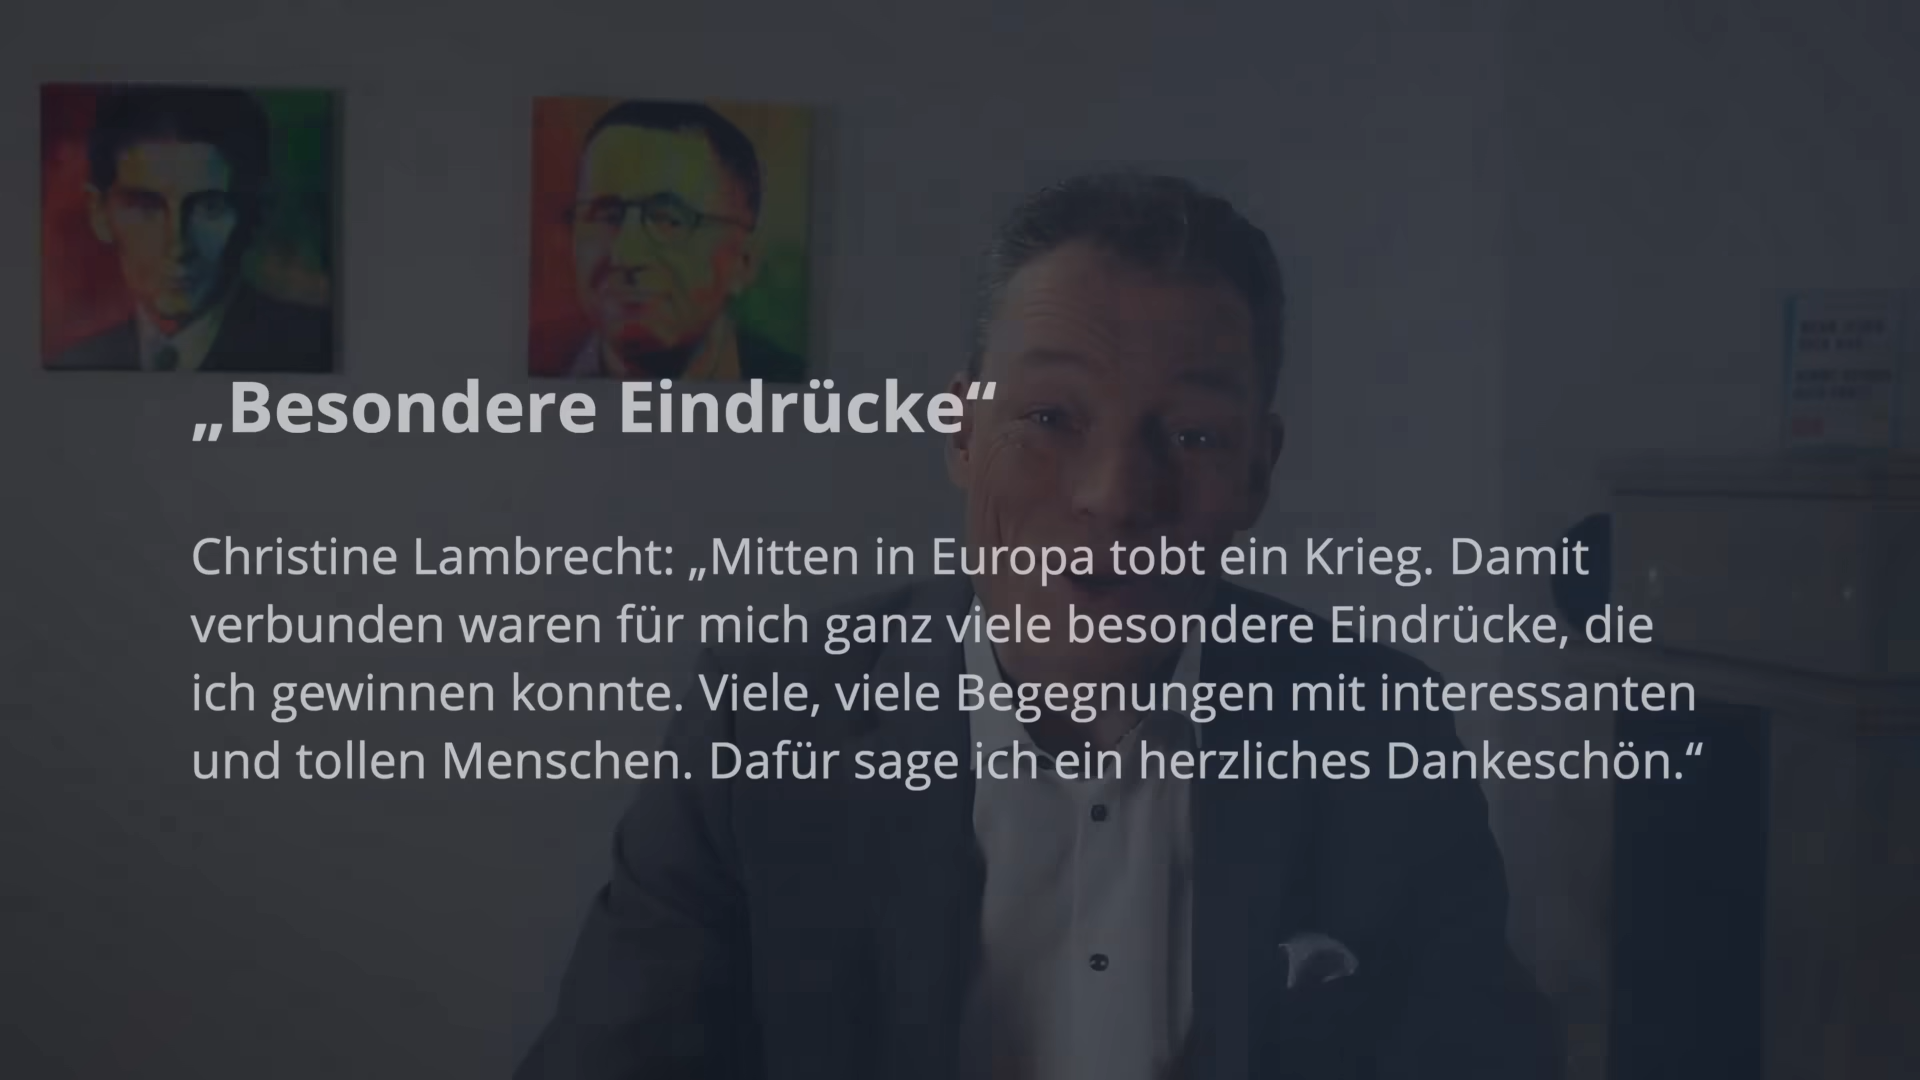 „Besondere Eindrücke“
Christine Lambrecht: „Mitten in Europa tobt ein Krieg. Damit
verbunden waren für mich ganz viele besondere Eindrücke, die
ich gewinnen konnte. Viele, viele Begegnungen mit interessanten
und tollen Menschen. Dafür sage ich ein herzliches Dankeschön.“